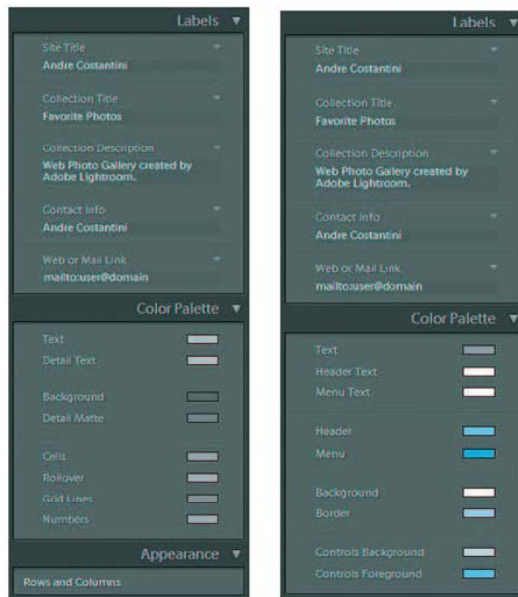 Labels
Site Title
Andre Costantini
Collection Title
Favorite Photos
Collection Description
Web Photo Gallery created by
Adobe Lightroom.
Contact Info
Andre Costantini
Web or Mail Link
mailto:user@domain
Color Palette
Text
Detail Text
Background
Detail Matte
Cells
Rollover
Grid Lines
Numbers
Appearance
Rows and Columns
Labels
Site Title
Andre Costantini
Collection Title
Favorite Photos
Collection Description
Web Photo Gallery created by
Adobe Lightroom.
Contact Info
Andre Costantini
Web or Mail Link
mailto:user@domain
Color Palette
Text
Header Text
Menu Text
Header
Menu
Background
Border
Controls Background
Controls Foreground